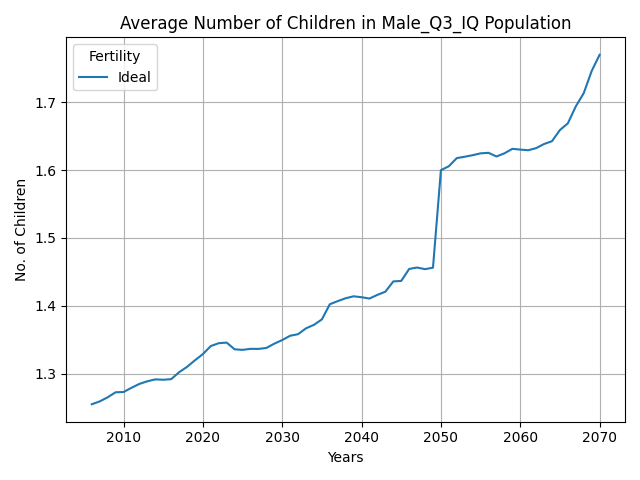 Average Number of Children in Male_Q3_IQ Population
Fertility
Ideal
No. of Children
1.7
1.6
1.5
1.4
1.3
2010 2020 2030 2040 2050 2060 2070
Years